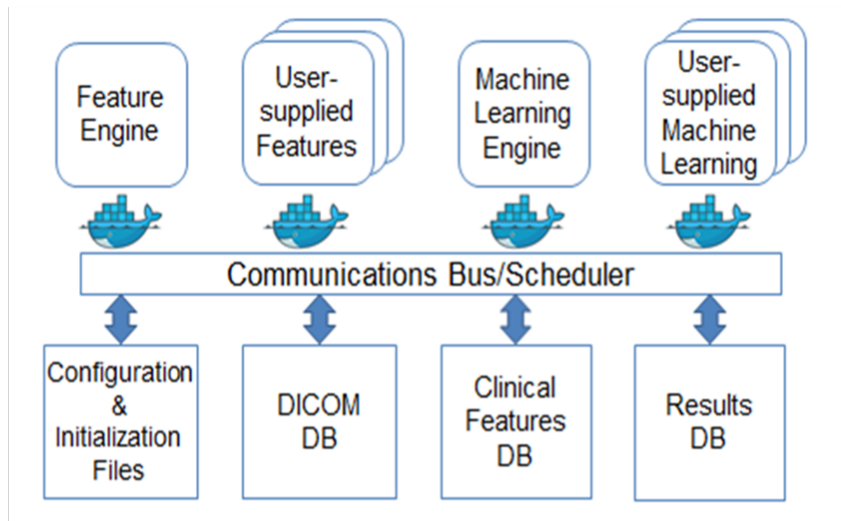 Feature
Engine
User-
supplied
Features
Machine
Learning
Engine
User-
supplied
Machine
Learning
Communications Bus/Scheduler
Configuration
&
Initialization
Files
DICOM
DB
Clinical
Features
DB
Results
DB